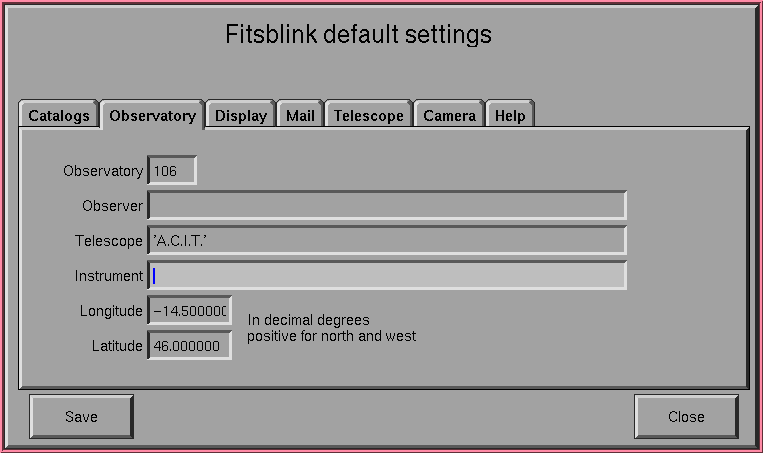 Fitsblink default settings
Catalogs Observatory Display Mail Telescope Camera Help
Observatory 106
Observer
Telescope 'A.C.I.T.'
Instrument
Longitude -14.500000
In decimal degrees
positive for north and west
Latitude 46.000000
Save Close